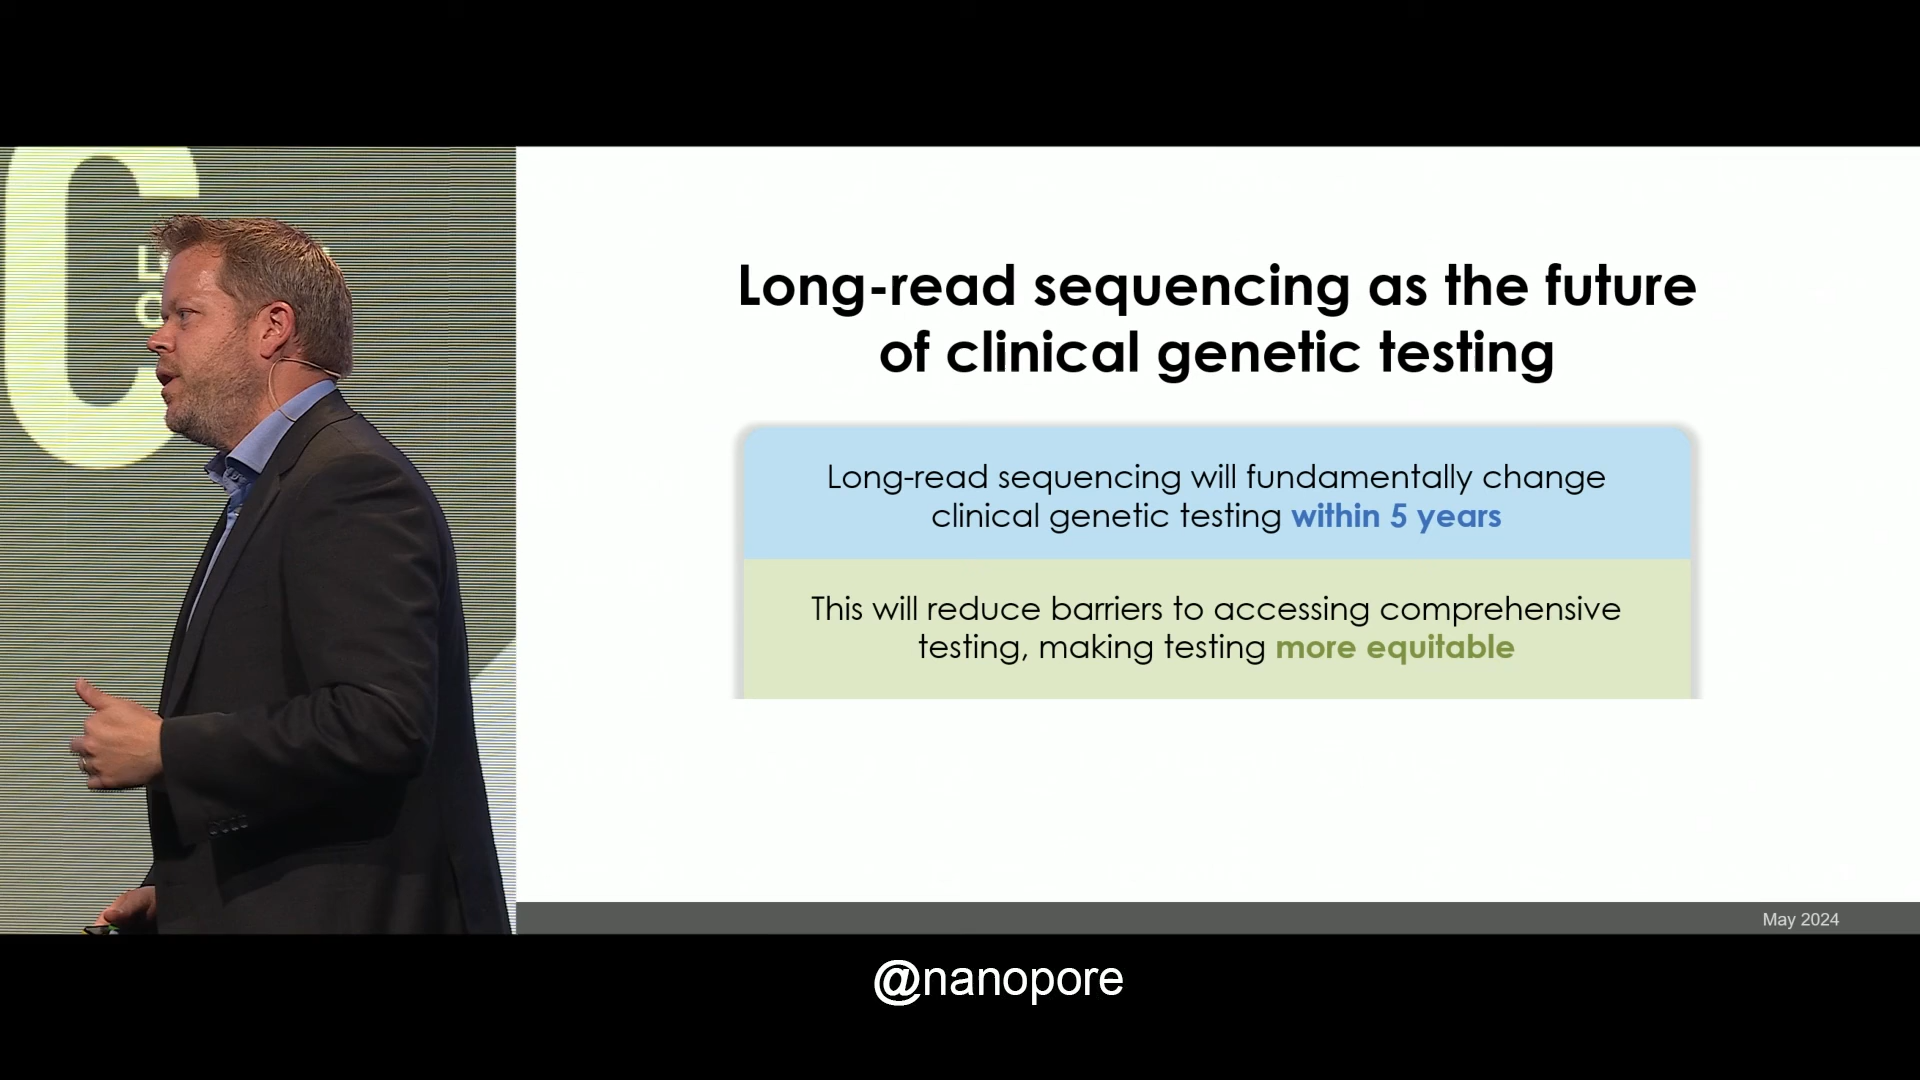 C
Long-read sequencing as the future
of clinical genetic testing
Long-read sequencing will fundamentally change
clinical genetic testing within 5 years
This will reduce barriers to accessing comprehensive
testing, making testing more equitable
May 2024
@nanopore